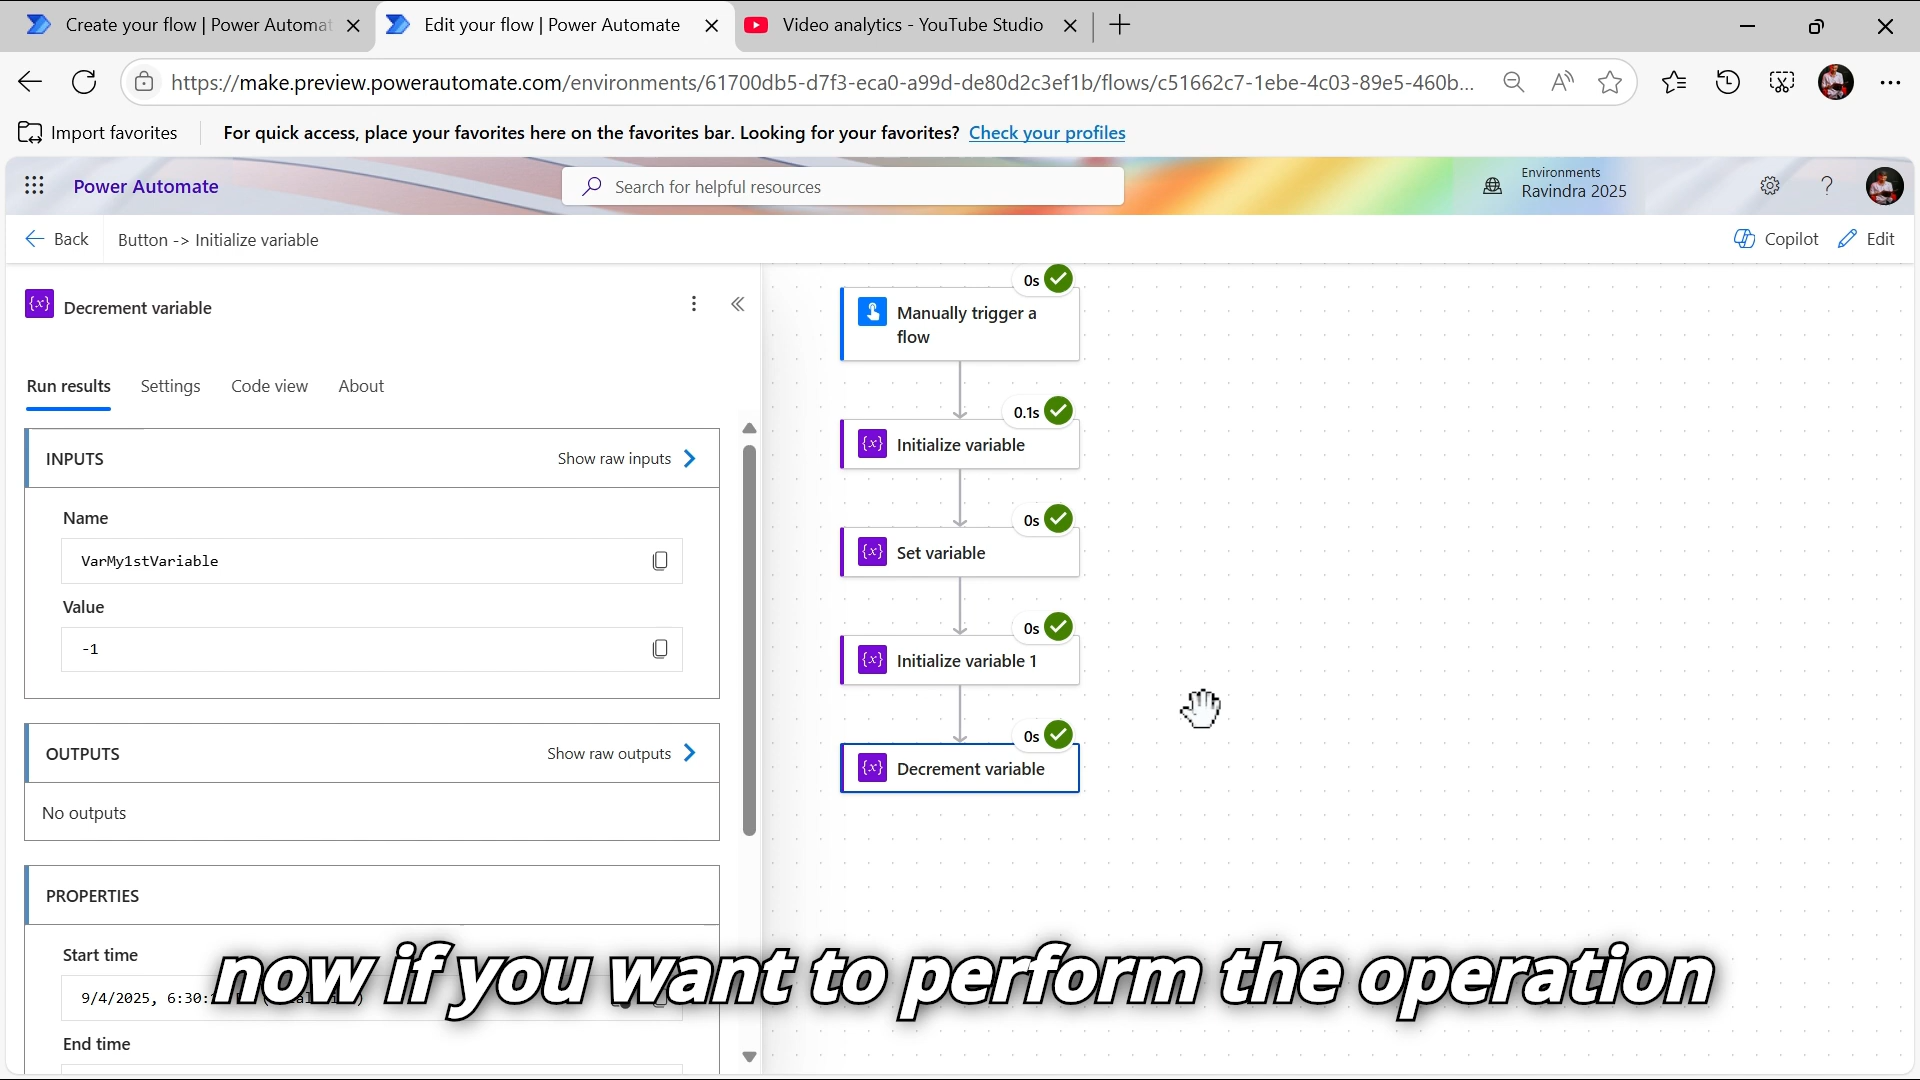 Create your flow | Power Automat
Edit your flow | Power Automate
Video analytics - YouTube Studio
https://make.preview.powerautomate.com/environments/61700db5-d7f3-eca0-a99d-de80d2c3ef1b/flows/c51662c7-1ebe-4c03-89e5-460b...
Import favorites
For quick access, place your favorites here on the favorites bar. Looking for your favorites? Check your profiles
Power Automate
Search for helpful resources
Environments
Ravindra 2025
Back
Button -> Initialize variable
Copilot
Edit
Decrement variable
Run results
Settings
Code view
About
INPUTS
Show raw inputs
Name
VarMy1stVariable
Value
-1
OUTPUTS
Show raw outputs
No outputs
PROPERTIES
Start time
9/4/2025, 6:30:
End time
0s
Manually trigger a
flow
0.1s
Initialize variable
0s
Set variable
0s
Initialize variable 1
0s
Decrement variable
now if you want to perform the operation